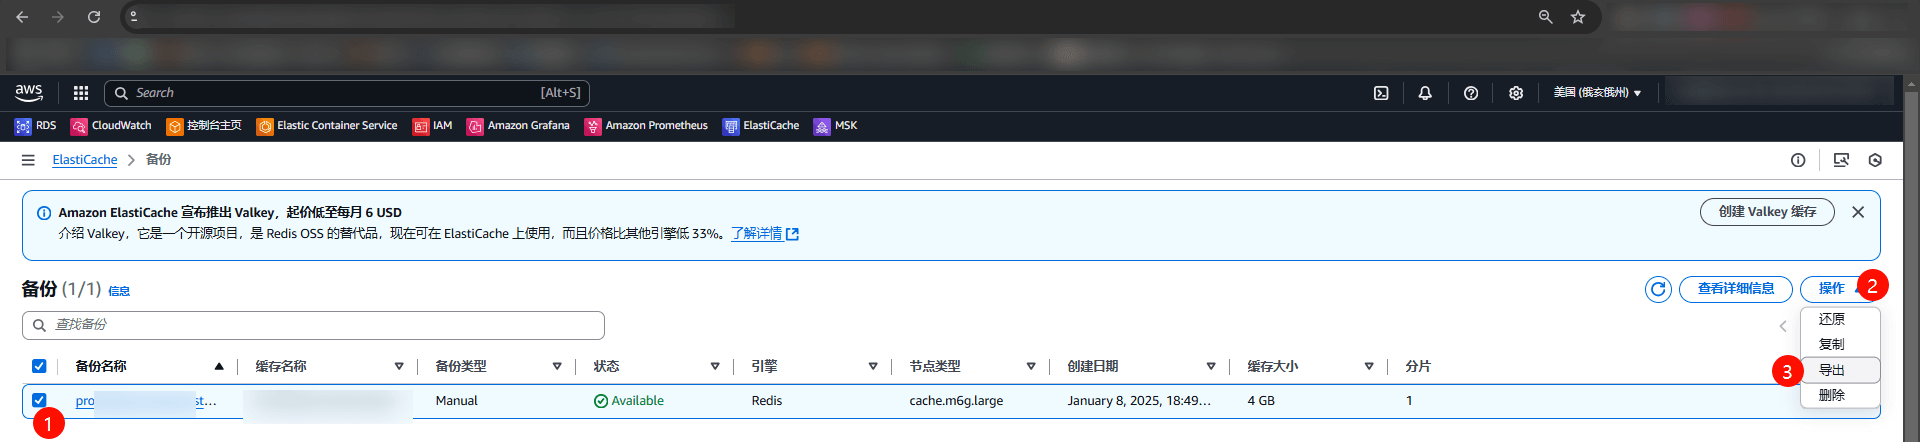 aws
Search [Alt+S] 美国 (俄亥俄州)
RDS CloudWatch 控制台主页 Elastic Container Service IAM Amazon Grafana Amazon Prometheus ElastiCache MSK
ElastiCache 备份
Amazon ElastiCache 宣布推出 Valkey，起价低至每月 6 USD
介绍 Valkey，它是一个开源项目，是 Redis OSS 的替代品，现在可在 ElastiCache 上使用，而且价格比其他引擎低 33%。了解详情
创建 Valkey 缓存
备份 (1/1) 信息
查看详细信息 操作 2
查找备份
还原
复制
3 导出
删除
备份名称 缓存名称 备份类型 状态 引擎 节点类型 创建日期 缓存大小 分片
pro st... Manual Available Redis cache.m6g.large January 8, 2025, 18:49... 4 GB 1
1